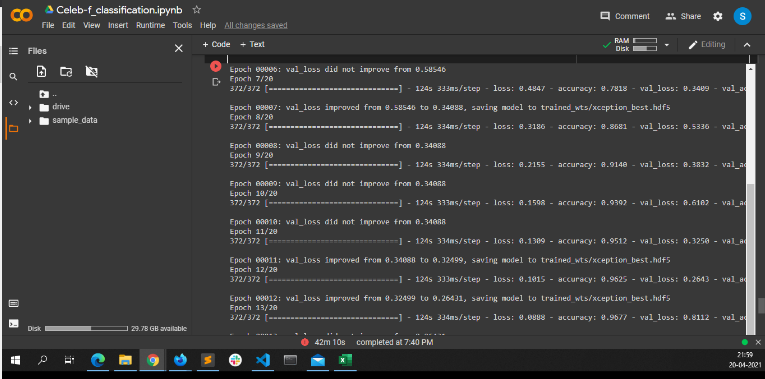 Celeb-f_classification.ipynb
File Edit View Insert Runtime Tools Help All changes saved
Comment Share S
Files
+ Code + Text
RAM
Disk
Editing
..
drive
sample_data
Epoch 00006: val_loss did not improve from 0.58546
Epoch 7/20
372/372 [==============================] - 124s 333ms/step - loss: 0.4847 - accuracy: 0.7818 - val_loss: 0.3409 - val_ac
Epoch 00007: val_loss improved from 0.58546 to 0.34088, saving model to trained_wts/xception_best.hdf5
Epoch 8/20
372/372 [==============================] - 124s 333ms/step - loss: 0.3186 - accuracy: 0.8681 - val_loss: 0.5336 - val_ac
Epoch 00008: val_loss did not improve from 0.34088
Epoch 9/20
372/372 [==============================] - 124s 334ms/step - loss: 0.2155 - accuracy: 0.9140 - val_loss: 0.3832 - val_ac
Epoch 00009: val_loss did not improve from 0.34088
Epoch 10/20
372/372 [==============================] - 124s 334ms/step - loss: 0.1598 - accuracy: 0.9392 - val_loss: 0.6102 - val_ac
Epoch 00010: val_loss did not improve from 0.34088
Epoch 11/20
372/372 [==============================] - 124s 333ms/step - loss: 0.1309 - accuracy: 0.9512 - val_loss: 0.3250 - val_ac
Epoch 00011: val_loss improved from 0.34088 to 0.32499, saving model to trained_wts/xception_best.hdf5
Epoch 12/20
372/372 [==============================] - 124s 333ms/step - loss: 0.1015 - accuracy: 0.9625 - val_loss: 0.2643 - val_ac
Epoch 00012: val_loss improved from 0.32499 to 0.26431, saving model to trained_wts/xception_best.hdf5
Epoch 13/20
372/372 [==============================] - 124s 334ms/step - loss: 0.0888 - accuracy: 0.9677 - val_loss: 0.8112 - val_ac
Disk 29.78 GB available
42m 10s completed at 7:40 PM
21:59
20-04-2021